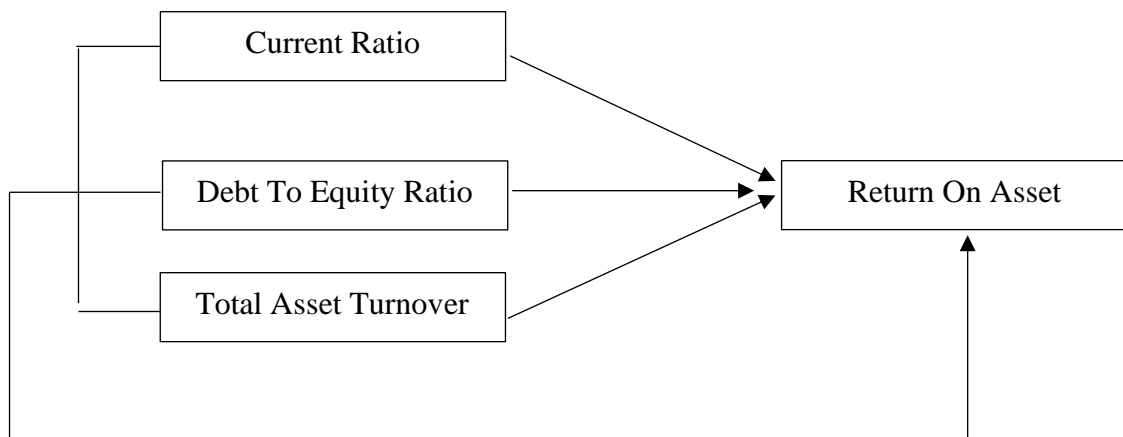 Current Ratio
Debt To Equity Ratio
Return On Asset
Total Asset Turnover